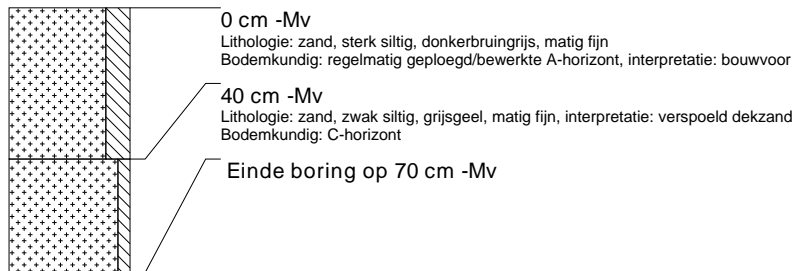 0 cm -Mv
Lithologie: zand, sterk siltig, donkerbruingrijs, matig fijn
Bodemkundig: regelmatig geploegd/bewerkte A-horizont, interpretatie: bouwvoor
40 cm -Mv
Lithologie: zand, zwak siltig, grijsgeel, matig fijn, interpretatie: verspoeld dekzand
Bodemkundig: C-horizont
Einde boring op 70 cm -Mv